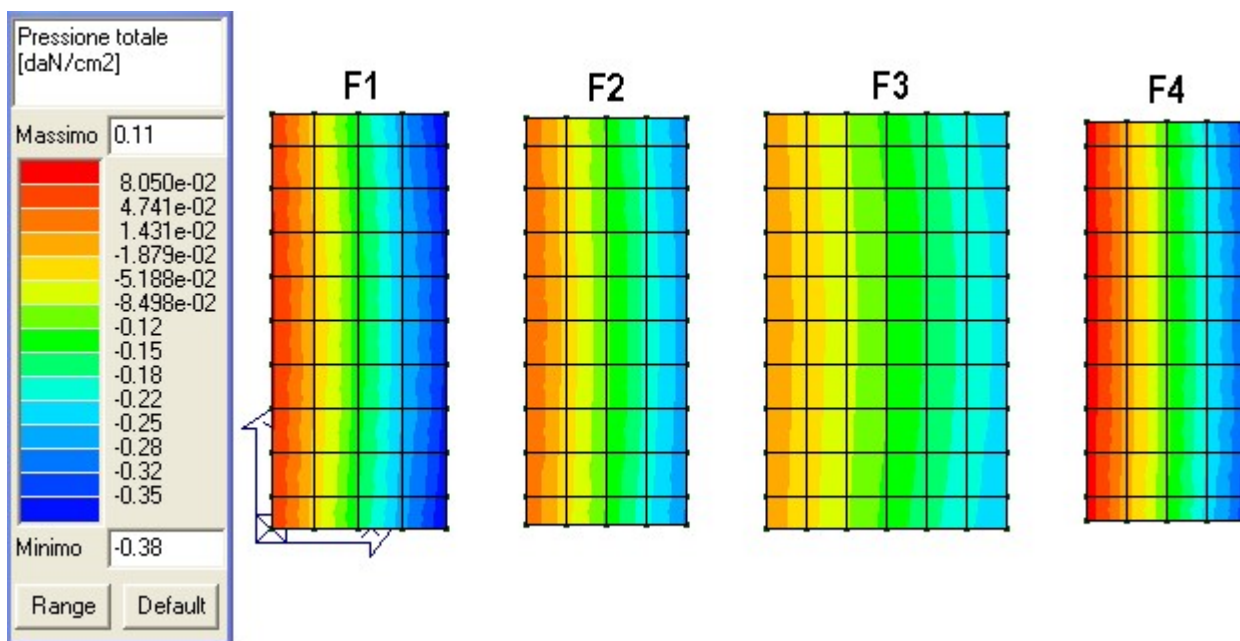 Pressione totale
[daN/cm2]
Massimo 0.11
8.050e-02
4.741e-02
1.431e-02
-1.879e-02
-5.188e-02
-8.498e-02
-0.12
-0.15
-0.18
-0.22
-0.25
-0.28
-0.32
-0.35
Minimo -0.38
Range Default
F1 F2 F3 F4